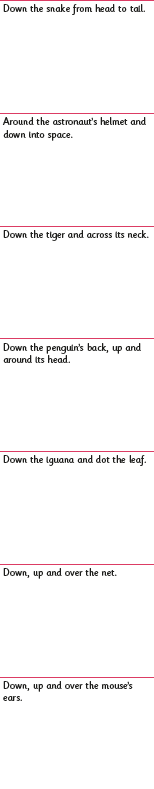 Down the snake from head to tail.
Around the astronaut's helmet and
down into space.
Down the tiger and across its neck.
Down the penguin's back, up and
around its head.
Down the iguana and dot the leaf.
Down, up and over the net.
Down, up and over the mouse's
ears.